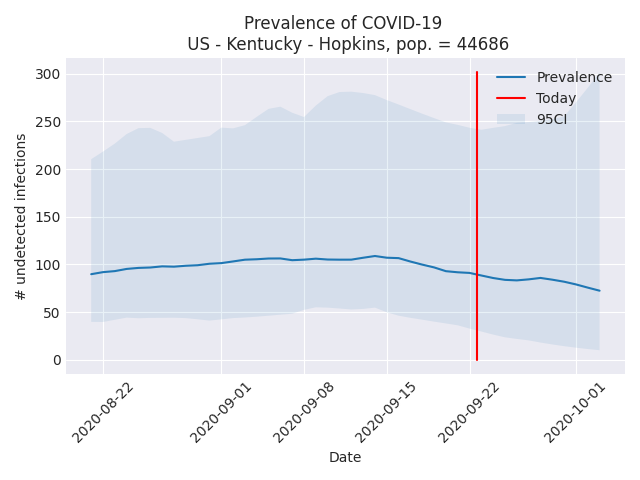 Prevalence of COVID-19
US - Kentucky - Hopkins, pop. = 44686
300
250
200
150
100
50
0
# undetected infections
Prevalence
Today
95CI
2020-08-22
2020-09-01
2020-09-08
2020-09-15
2020-09-22
2020-10-01
Date